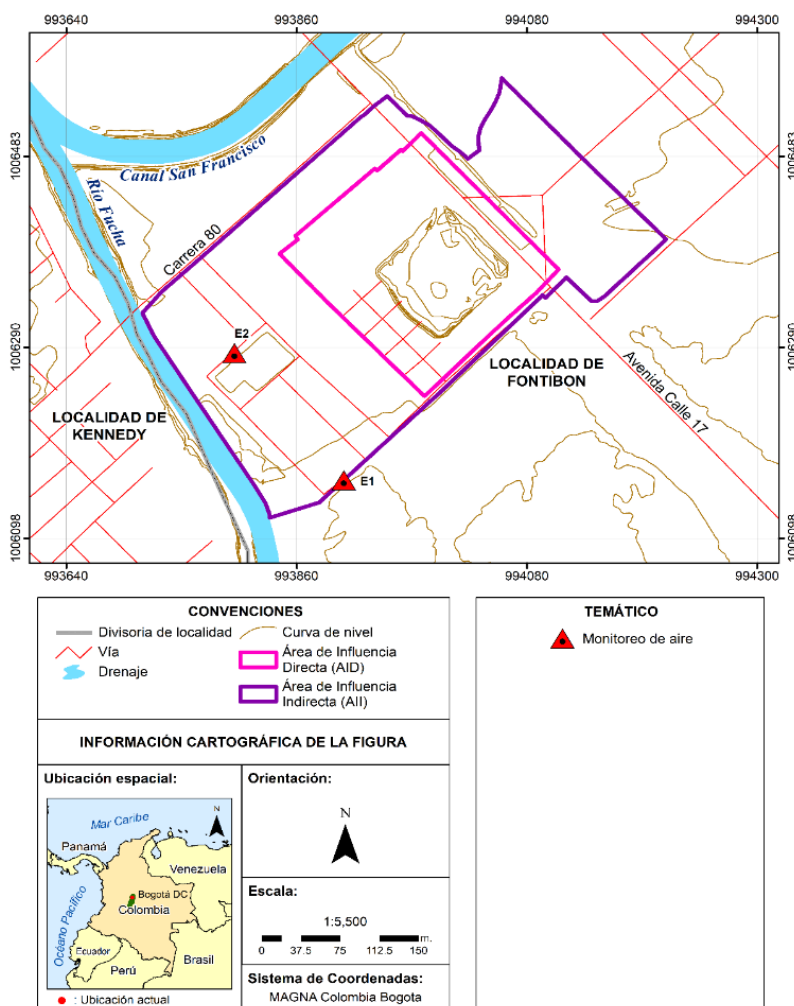 993640
993860
994080
994300
1006483
1006483
Canal San Francisco
Río Fucha
Carrera 80
E2
1006290
1006290
LOCALIDAD DE
FONTIBON
LOCALIDAD DE
KENNEDY
Avenida Calle 17
E1
1006098
1006098
993640
993860
994080
994300
CONVENCIONES
Divisoria de localidad
Vía
Drenaje
Curva de nivel
Área de Influencia
Directa (AID)
Área de Influencia
Indirecta (AII)
TEMÁTICO
Monitoreo de aire
INFORMACIÓN CARTOGRÁFICA DE LA FIGURA
Ubicación espacial:
N
Mar Caribe
Panamá
Venezuela
Bogotá DC
Colombia
Océano Pacífico
Ecuador
Perú
Brasil
: Ubicación actual
Orientación:
N
Escala:
1:5,500
m.
0 37.5 75 112.5 150
Sistema de Coordenadas:
MAGNA Colombia Bogota